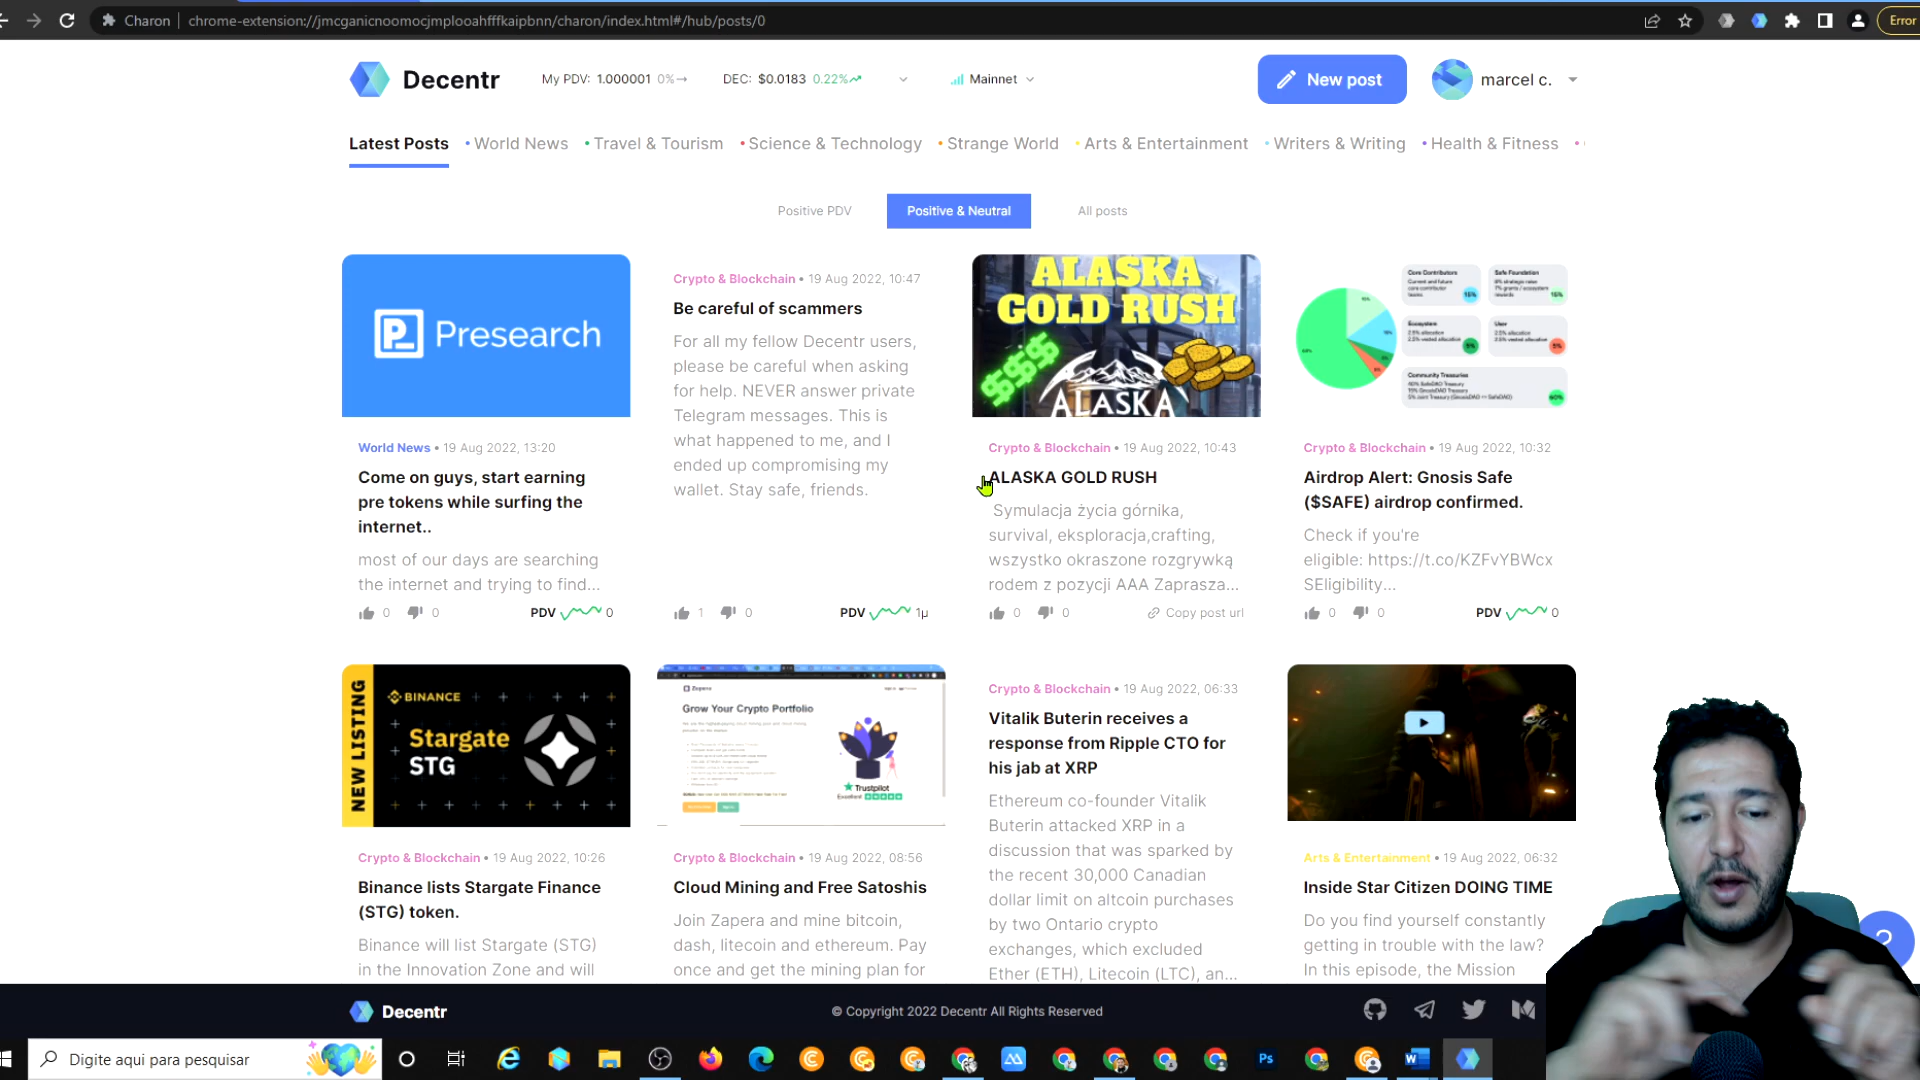 Charon | chrome-extension://jmcganicnoomocjmplooahfffkaipbnn/charon/index.html#/hub/posts/0
Error
Decentr
My PDV: 1.000001 0%→
DEC: $0.0183 0.22%
Mainnet
New post
marcel c.
Latest Posts
• World News
• Travel & Tourism
• Science & Technology
• Strange World
• Arts & Entertainment
• Writers & Writing
• Health & Fitness
Positive PDV
Positive & Neutral
All posts
Presearch
World News • 19 Aug 2022, 13:20
Come on guys, start earning
pre tokens while surfing the
internet..
most of our days are searching
the internet and trying to find...
0 0 PDV 0
Crypto & Blockchain • 19 Aug 2022, 10:47
Be careful of scammers
For all my fellow Decentr users,
please be careful when asking
for help. NEVER answer private
Telegram messages. This is
what happened to me, and I
ended up compromising my
wallet. Stay safe, friends.
1 0 PDV 1µ
ALASKA
GOLD RUSH
$$$
ALASKA
Crypto & Blockchain • 19 Aug 2022, 10:43
ALASKA GOLD RUSH
Symulacja życia górnika,
survival, eksploracja,crafting,
wszystko okraszone rozgrywką
rodem z pozycji AAA Zaprasza...
0 0 Copy post url
Core Contributors
Safe Foundation
15%
15%
Ecosystem
User
5%
5%
Community Treasuries
60%
Crypto & Blockchain • 19 Aug 2022, 10:32
Airdrop Alert: Gnosis Safe
($SAFE) airdrop confirmed.
Check if you're
eligible: https://t.co/KZFvYBWcx
SEligibility...
0 0 PDV 0
NEW LISTING
BINANCE
Stargate
STG
Crypto & Blockchain • 19 Aug 2022, 10:26
Binance lists Stargate Finance
(STG) token.
Binance will list Stargate (STG)
in the Innovation Zone and will
Zapera
Grow Your Crypto Portfolio
Trustpilot
Crypto & Blockchain • 19 Aug 2022, 08:56
Cloud Mining and Free Satoshis
Join Zapera and mine bitcoin,
dash, litecoin and ethereum. Pay
once and get the mining plan for
Crypto & Blockchain • 19 Aug 2022, 06:33
Vitalik Buterin receives a
response from Ripple CTO for
his jab at XRP
Ethereum co-founder Vitalik
Buterin attacked XRP in a
discussion that was sparked by
the recent 30,000 Canadian
dollar limit on altcoin purchases
by two Ontario crypto
exchanges, which excluded
Ether (ETH), Litecoin (LTC), an...
Arts & Entertainment • 19 Aug 2022, 06:32
Inside Star Citizen DOING TIME
Do you find yourself constantly
getting in trouble with the law?
In this episode, the Mission
?
Decentr
© Copyright 2022 Decentr All Rights Reserved
Digite aqui para pesquisar
Ps